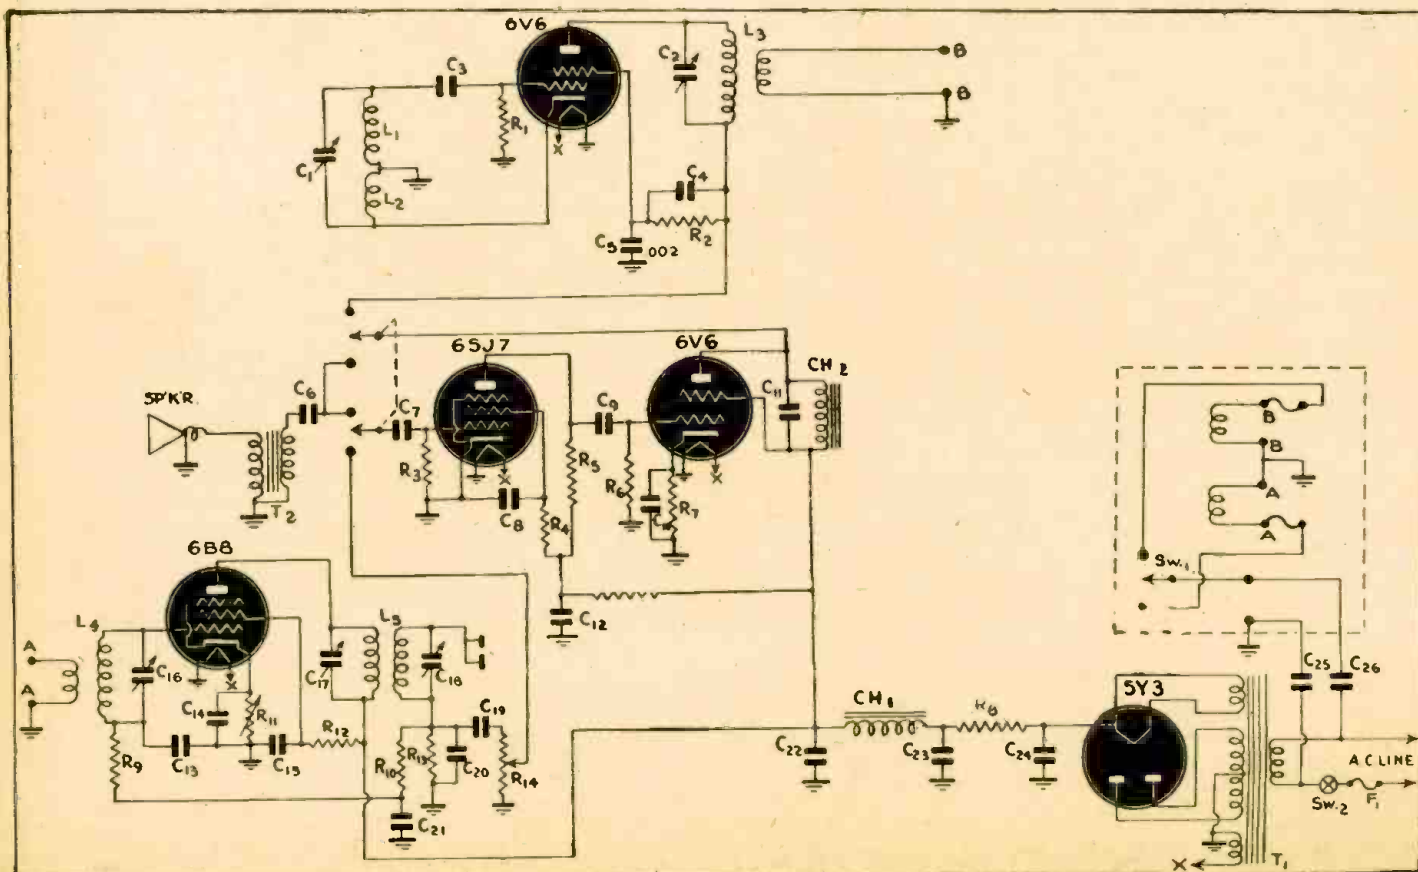 6V6
L3
C2
B
C3
R1
L1
C1
L2
X
B
C4
R2
C5
002
6SJ7
6V6
CH2
SP'K'R.
C6
C7
C9
C11
R3
R5
X
R6
X
R7
C8
R4
T2
B
B
A
A
SW.1
6B8
L4
L5
C12
A
A
C16
X
C17
C18
C25
C26
C14
R11
R12
C19
CH1
R8
5Y3
C13
C15
R9
R10
R13
C20
R14
C22
C23
C24
A C LINE
SW.2
F1
C21
X
T1